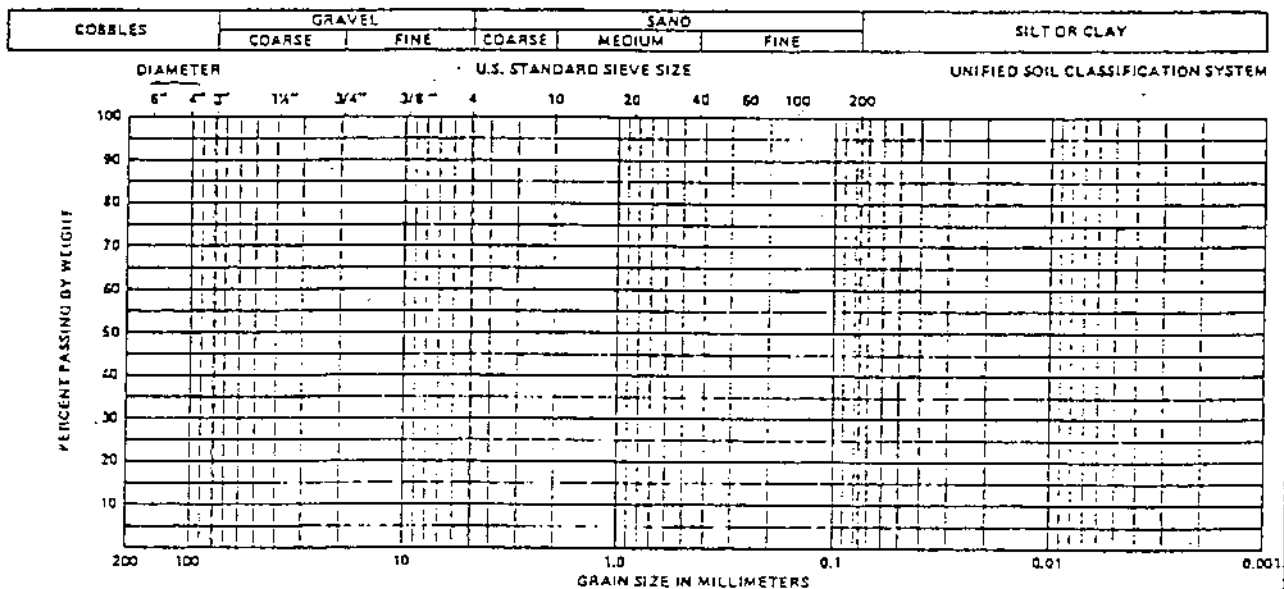 COBBLES GRAVEL SAND SILT OR CLAY
COARSE FINE COARSE MEDIUM FINE
DIAMETER U.S. STANDARD SIEVE SIZE UNIFIED SOIL CLASSIFICATION SYSTEM
6" 4" 3" 1½" 3/4" 3/8" 4 10 20 40 60 100 200
PERCENT PASSING BY WEIGHT
100
90
80
70
60
50
40
30
20
10
200 100 10 1.0 0.1 0.01 0.001
GRAIN SIZE IN MILLIMETERS